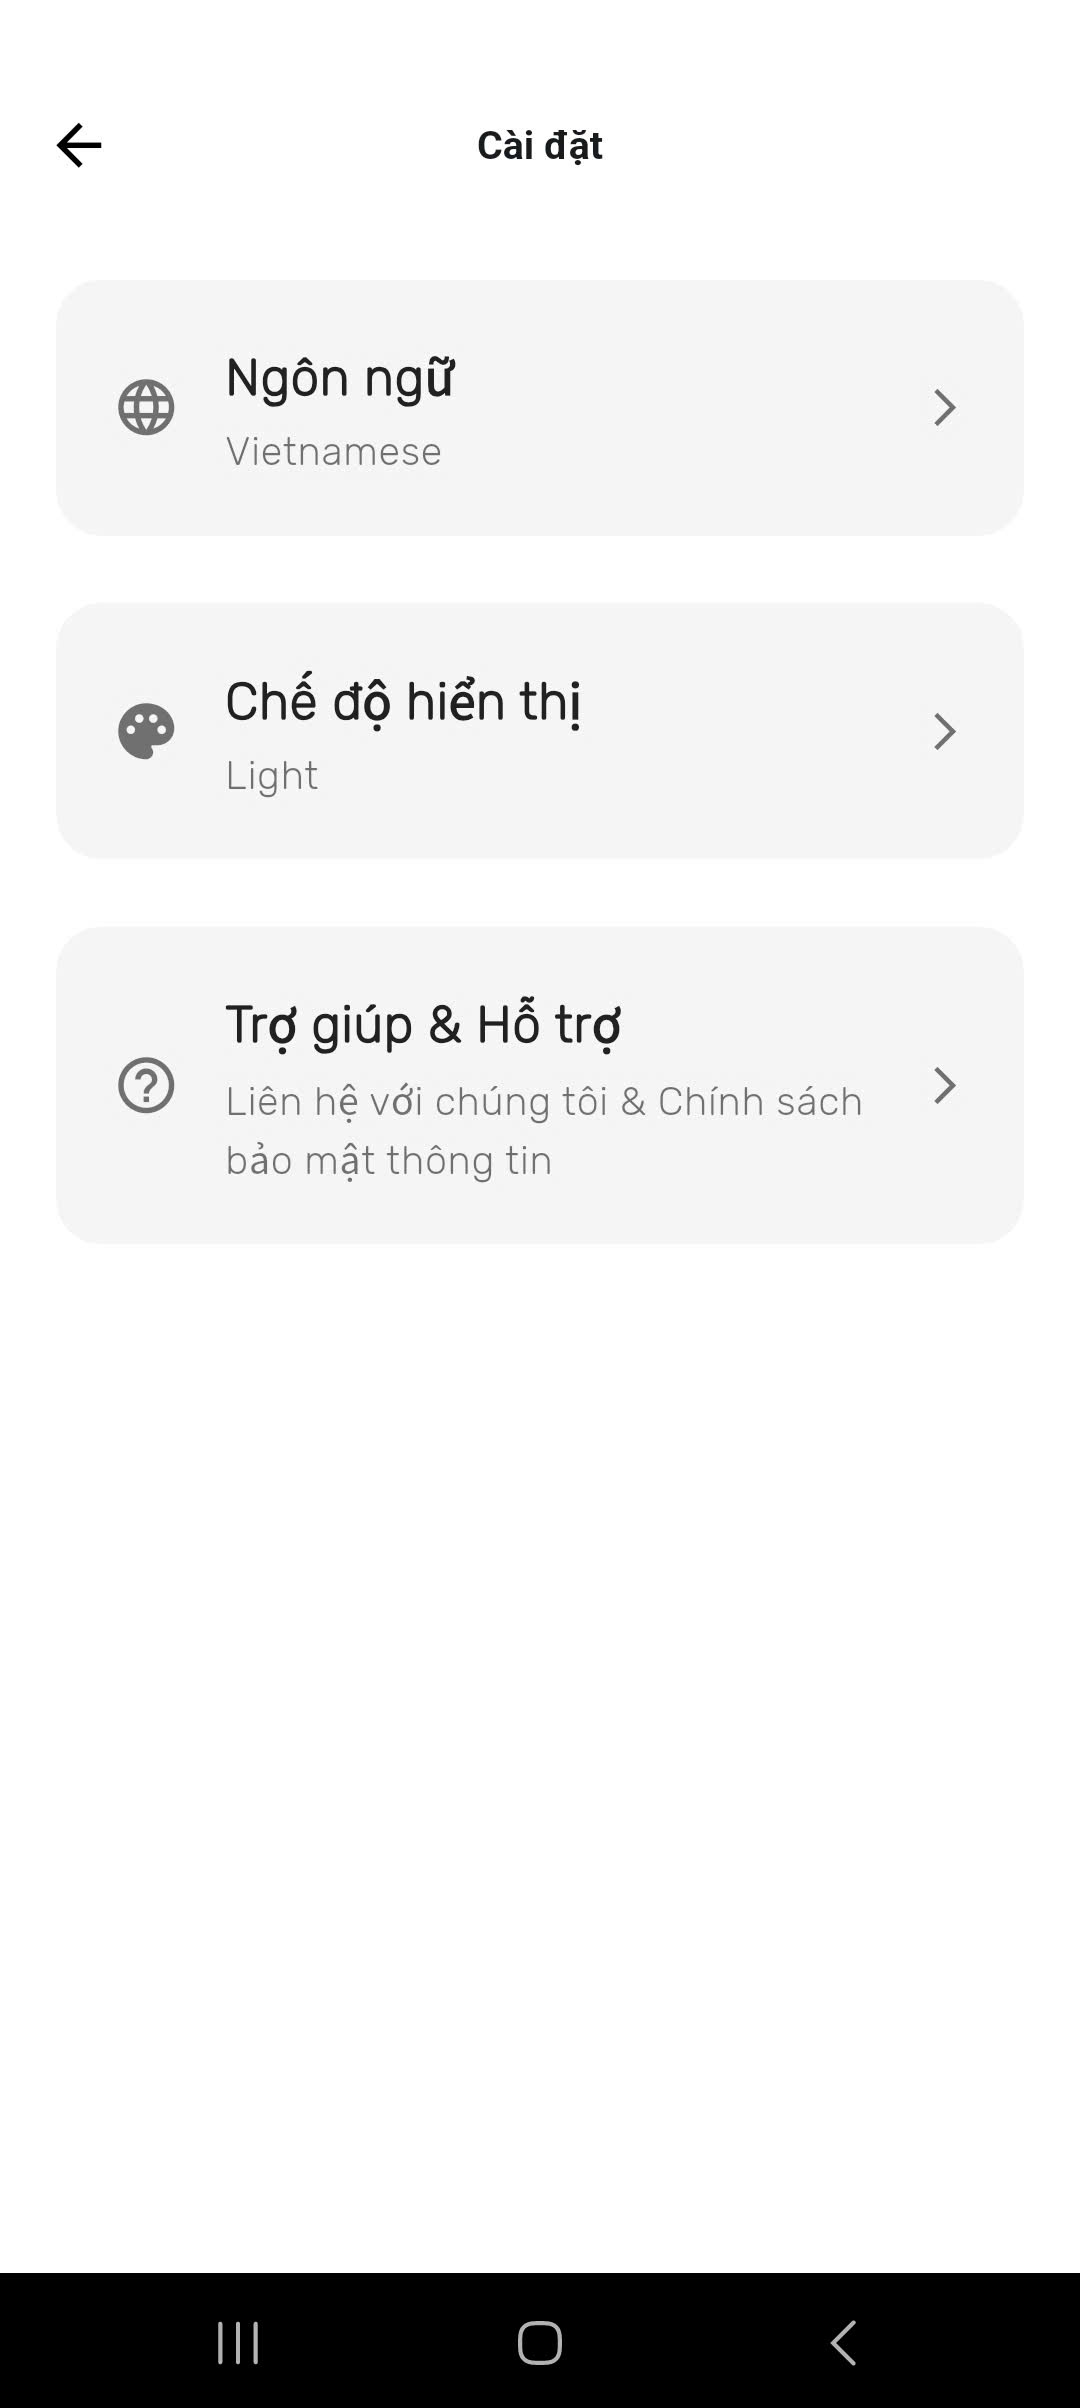 Cài đặt
Ngôn ngữ
Vietnamese
Chế độ hiển thị
Light
Trợ giúp & Hỗ trợ
Liên hệ với chúng tôi & Chính sách
bảo mật thông tin